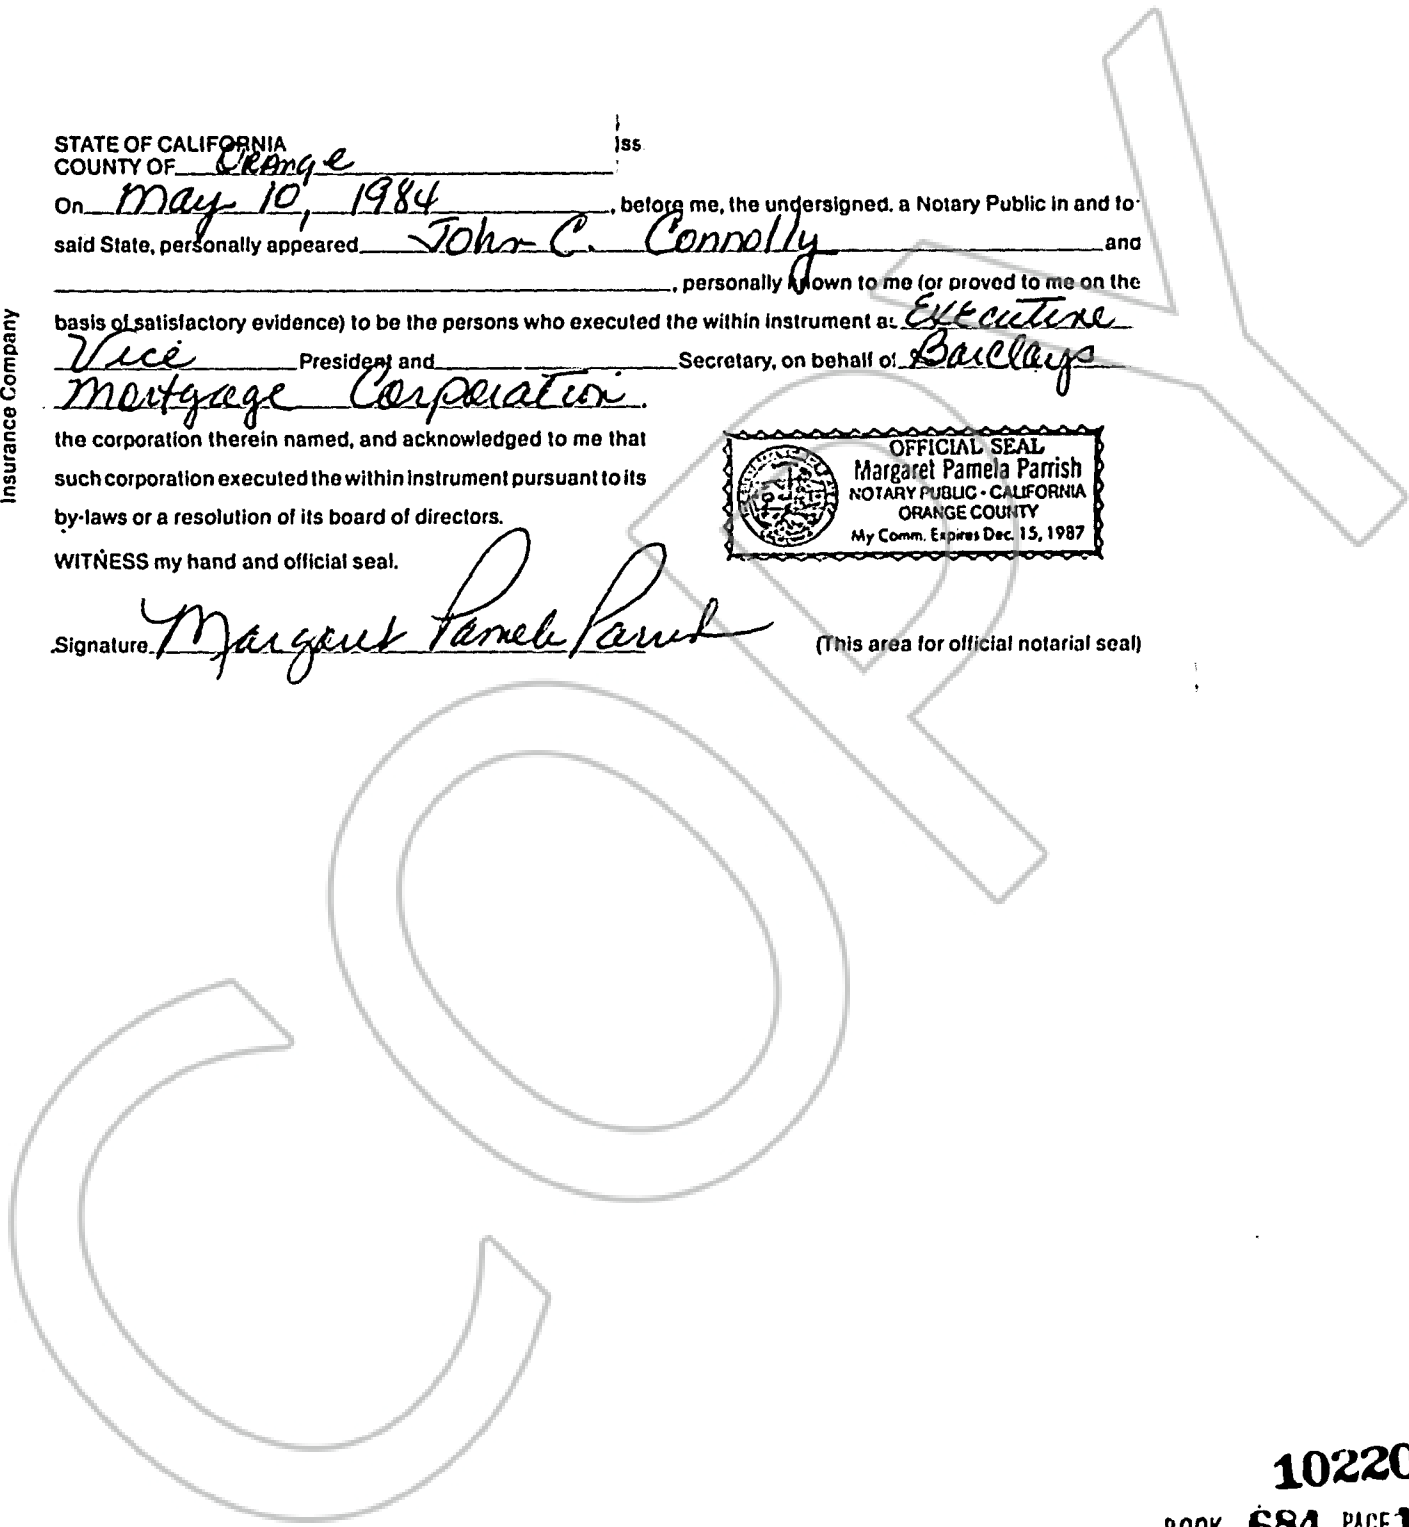 STATE OF CALIFORNIA )ss
COUNTY OF Orange
On May 10, 1984, before me, the undersigned, a Notary Public in and fo
said State, personally appeared John C. Connolly and
, personally known to me (or proved to me on the
basis of satisfactory evidence) to be the persons who executed the within instrument as Executive
Vice President and Secretary, on behalf of Barclays
Mortgage Corporation.
the corporation therein named, and acknowledged to me that
such corporation executed the within instrument pursuant to its
by-laws or a resolution of its board of directors.
WITNESS my hand and official seal.
Signature Margaret Pamela Parrish
OFFICIAL SEAL
Margaret Pamela Parrish
NOTARY PUBLIC - CALIFORNIA
ORANGE COUNTY
My Comm. Expires Dec. 15, 1987
(This area for official notarial seal)
Insurance Company
COPY
10220
BOOK 684 PAGE 1